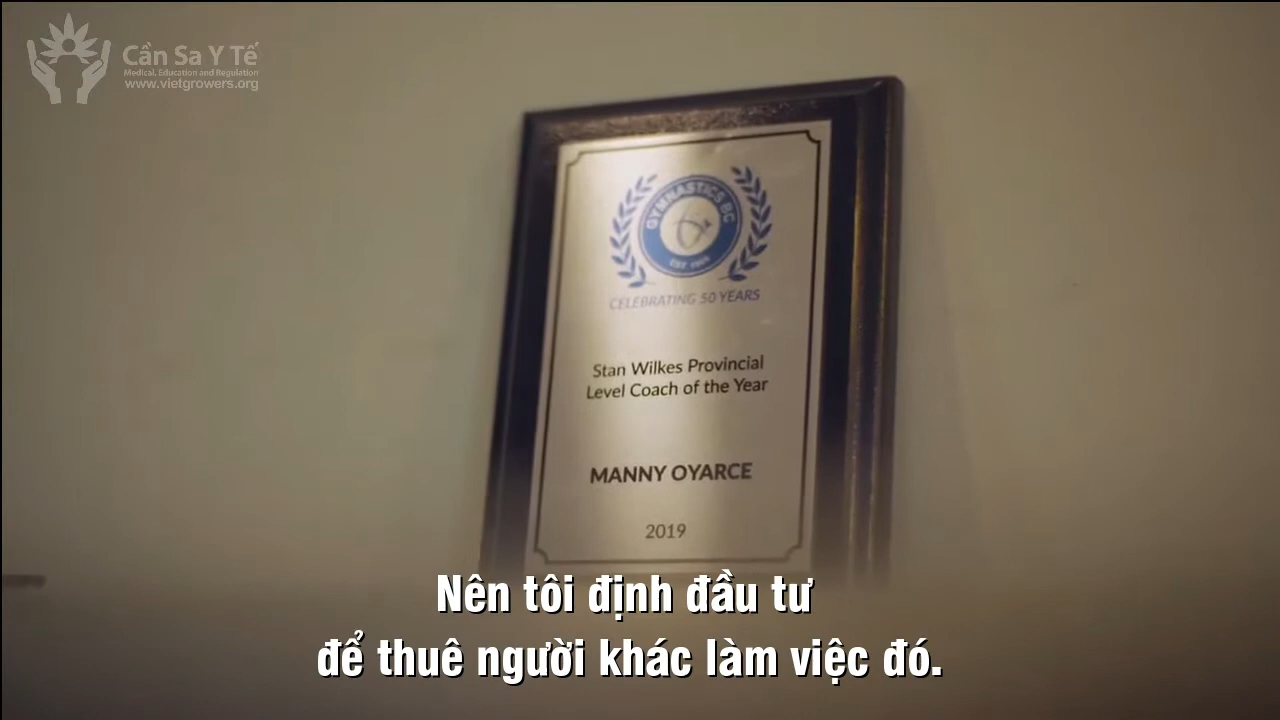 Cần Sa Y Tế
Medical, Education and Regulation
www.vietgrowers.org
GYMNASTICS BC
EST. 1969
CELEBRATING 50 YEARS
Stan Wilkes Provincial
Level Coach of the Year
MANNY OYARCE
2019
Nên tôi định đầu tư
để thuê người khác làm việc đó.